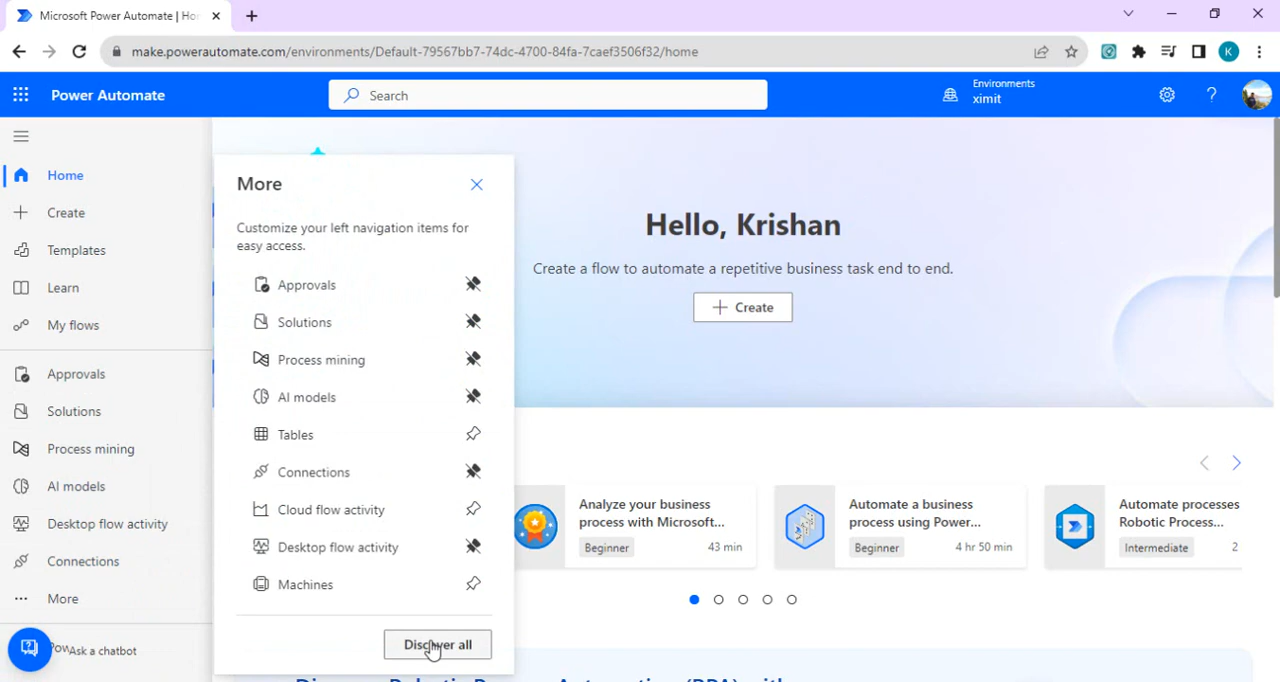 Microsoft Power Automate | Ho
make.powerautomate.com/environments/Default-79567bb7-74dc-4700-84fa-7caef3506f32/home
K
Power Automate
Search
Environments
ximit
Home
Create
Templates
Learn
My flows
Approvals
Solutions
Process mining
AI models
Desktop flow activity
Connections
More
Ask a chatbot
More
Customize your left navigation items for
easy access.
Approvals
Solutions
Process mining
AI models
Tables
Connections
Cloud flow activity
Desktop flow activity
Machines
Discover all
Hello, Krishan
Create a flow to automate a repetitive business task end to end.
Create
Analyze your business
process with Microsoft...
Beginner
43 min
Automate a business
process using Power...
Beginner
4 hr 50 min
Automate processes
Robotic Process...
Intermediate
2